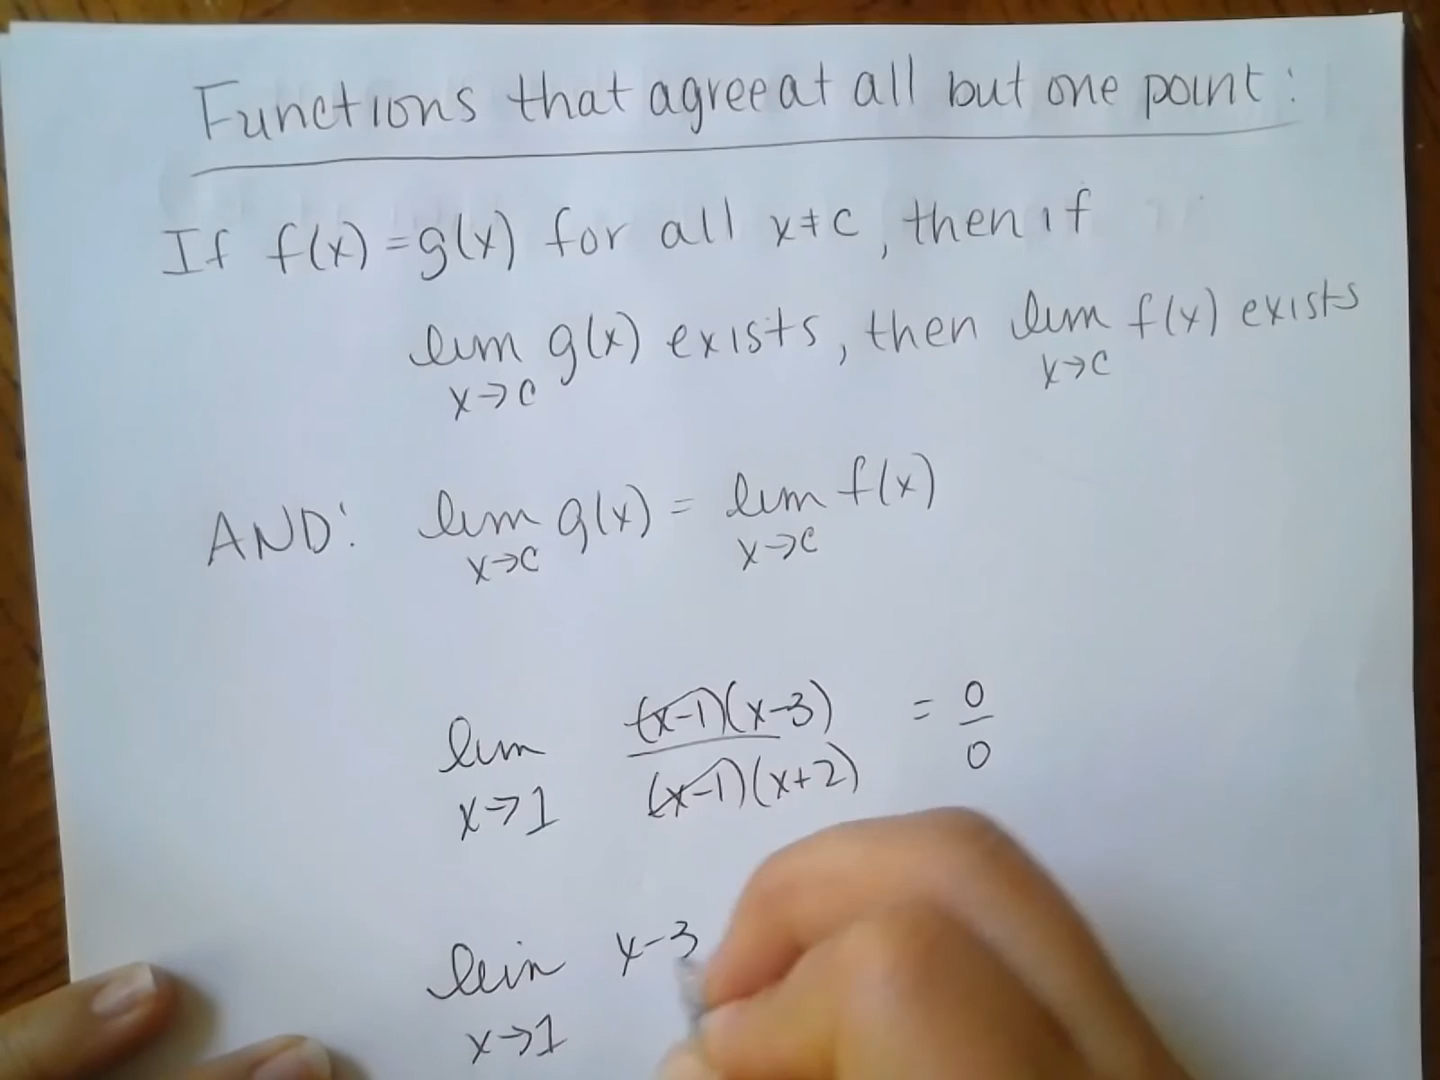 Functions that agree at all but one point:
If f(x) = g(x) for all x≠c, then if
lim g(x) exists, then lim f(x) exists
x→c x→c
AND: lim g(x) = lim f(x)
x→c x→c
lim (x-1)(x-3) = 0
x→1 (x-1)(x+2) 0
lim x-3
x→1